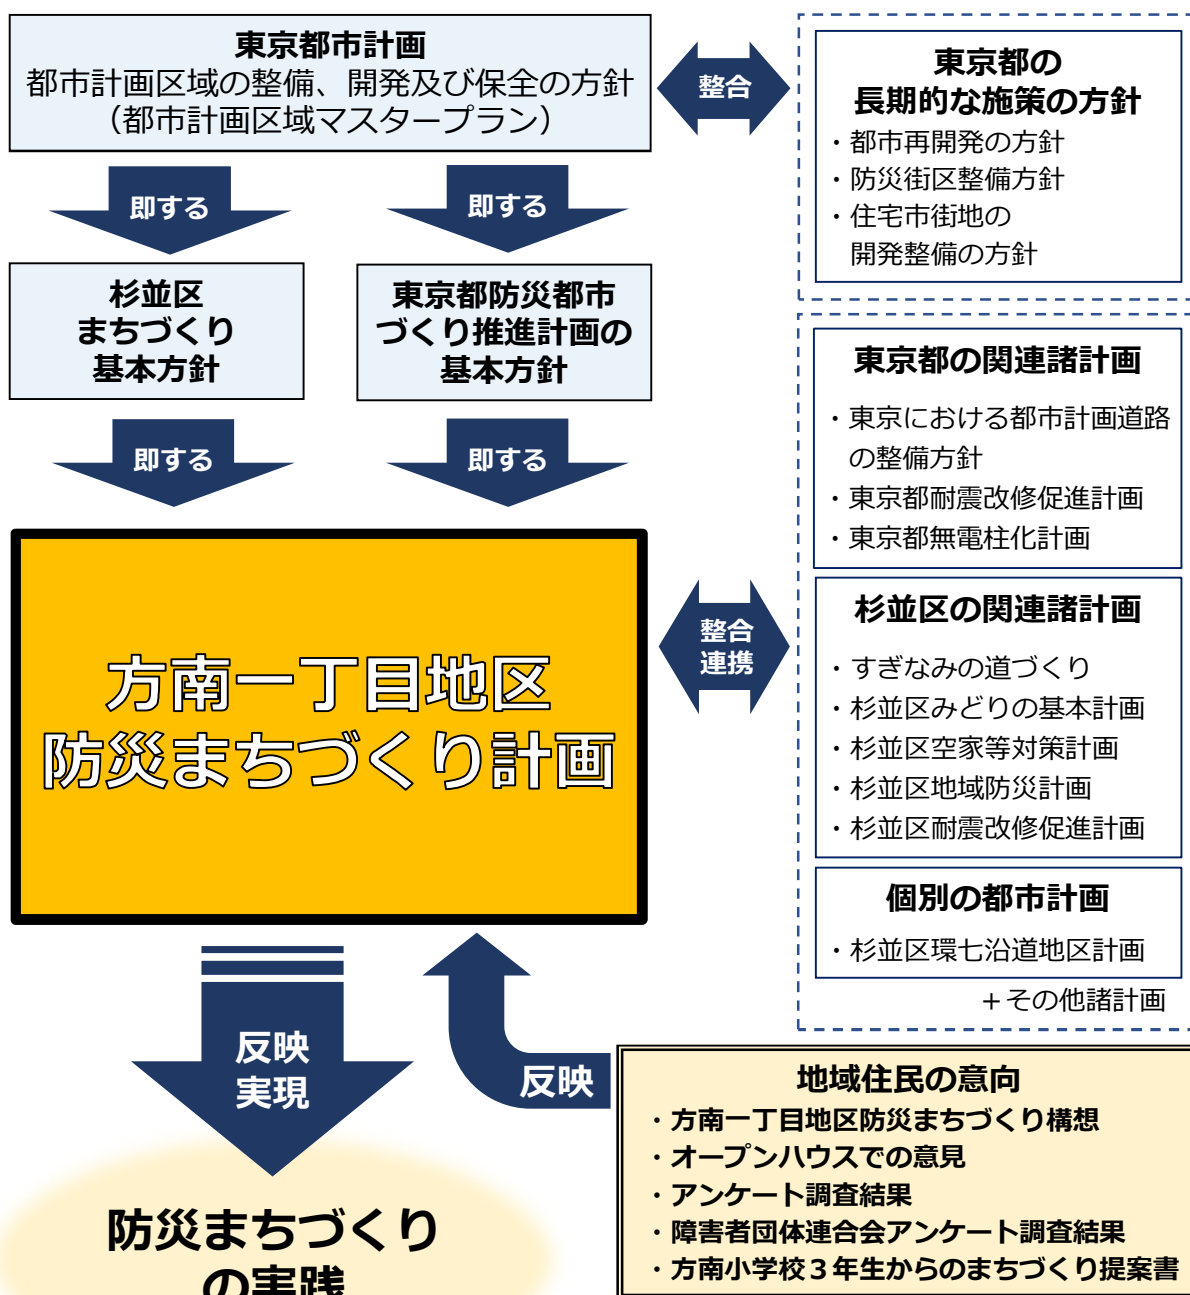 東京都市計画
都市計画区域の整備、開発及び保全の方針
（都市計画区域マスタープラン）
整合
東京都の
長期的な施策の方針
・都市再開発の方針
・防災街区整備方針
・住宅市街地の
開発整備の方針
即する
即する
杉並区
まちづくり
基本方針
東京都防災都市
づくり推進計画の
基本方針
即する
即する
東京都の関連諸計画
・東京における都市計画道路
の整備方針
・東京都耐震改修促進計画
・東京都無電柱化計画
方南一丁目地区
防災まちづくり計画
整合
連携
杉並区の関連諸計画
・すぎなみの道づくり
・杉並区みどりの基本計画
・杉並区空家等対策計画
・杉並区地域防災計画
・杉並区耐震改修促進計画
個別の都市計画
・杉並区環七沿道地区計画
＋その他諸計画
反映
実現
反映
地域住民の意向
・方南一丁目地区防災まちづくり構想
・オープンハウスでの意見
・アンケート調査結果
・障害者団体連合会アンケート調査結果
・方南小学校３年生からのまちづくり提案書
防災まちづくり
の実践